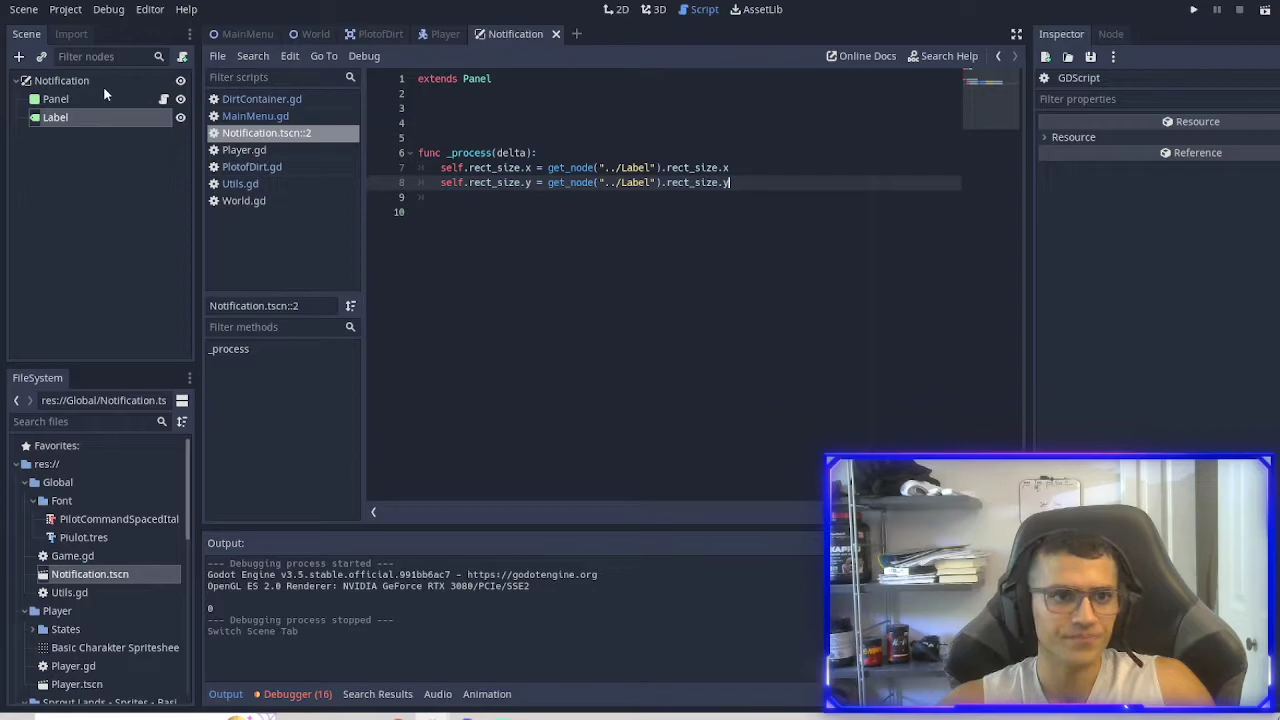 Scene Project Debug Editor Help
2D 3D Script AssetLib
Scene Import
MainMenu World PlotofDirt Player Notification
Inspector Node
Filter nodes
File Search Edit Go To Debug
Online Docs Search Help
Notification
Panel
Label
Filter scripts
DirtContainer.gd
MainMenu.gd
Notification.tscn::2
Player.gd
PlotofDirt.gd
Utils.gd
World.gd
Notification.tscn::2
Filter methods
_process
1 extends Panel
2
3
4
5
6 func _process(delta):
7 self.rect_size.x = get_node("../Label").rect_size.x
8 self.rect_size.y = get_node("../Label").rect_size.y
9
10
GDScript
Filter properties
Resource
Resource
Reference
FileSystem
res://Global/Notification.ts
Search files
Favorites:
res://
Global
Font
PilotCommandSpacedItal
Piulot.tres
Game.gd
Notification.tscn
Utils.gd
Player
States
Basic Charakter Spriteshee
Player.gd
Player.tscn
Sprout Lands - Sprites - Basi
Output:
--- Debugging process started ---
Godot Engine v3.5.stable.official.991bb6ac7 - https://godotengine.org
OpenGL ES 2.0 Renderer: NVIDIA GeForce RTX 3080/PCIe/SSE2
0
--- Debugging process stopped ---
Switch Scene Tab
Output Debugger (16) Search Results Audio Animation